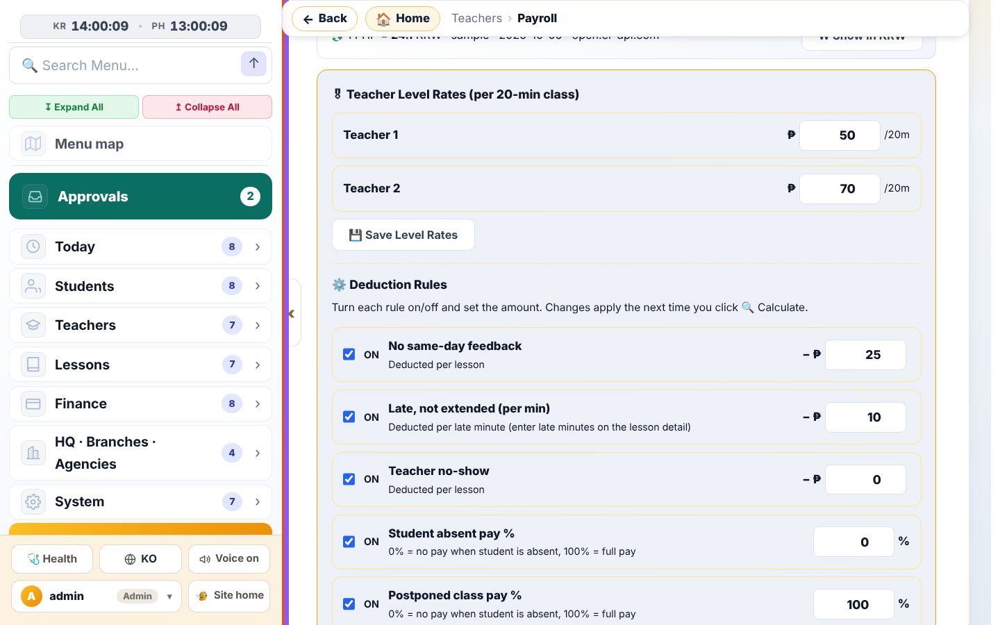 KR 14:00:09 • PH 13:00:09
Search Menu...
↧ Expand All
↥ Collapse All
Menu map
Approvals 2
Today 8
Students 8
Teachers 7
Lessons 7
Finance 8
HQ · Branches ·
Agencies 4
System 7
Health
KO
Voice on
A admin Admin ▾
Site home
← Back
Home
Teachers › Payroll
Teacher Level Rates (per 20-min class)
Teacher 1 ₱ 50 /20m
Teacher 2 ₱ 70 /20m
Save Level Rates
Deduction Rules
Turn each rule on/off and set the amount. Changes apply the next time you click 🔍 Calculate.
ON No same-day feedback − ₱ 25
Deducted per lesson
ON Late, not extended (per min) − ₱ 10
Deducted per late minute (enter late minutes on the lesson detail)
ON Teacher no-show − ₱ 0
Deducted per lesson
ON Student absent pay % 0 %
0% = no pay when student is absent, 100% = full pay
ON Postponed class pay % 100 %
0% = no pay when student is absent, 100% = full pay